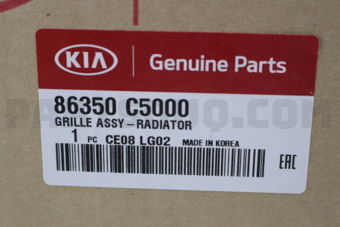 KIA Genuine Parts
86350 C5000
GRILLE ASSY-RADIATOR
1 PC CE08 LG02 MADE IN KOREA
EAC